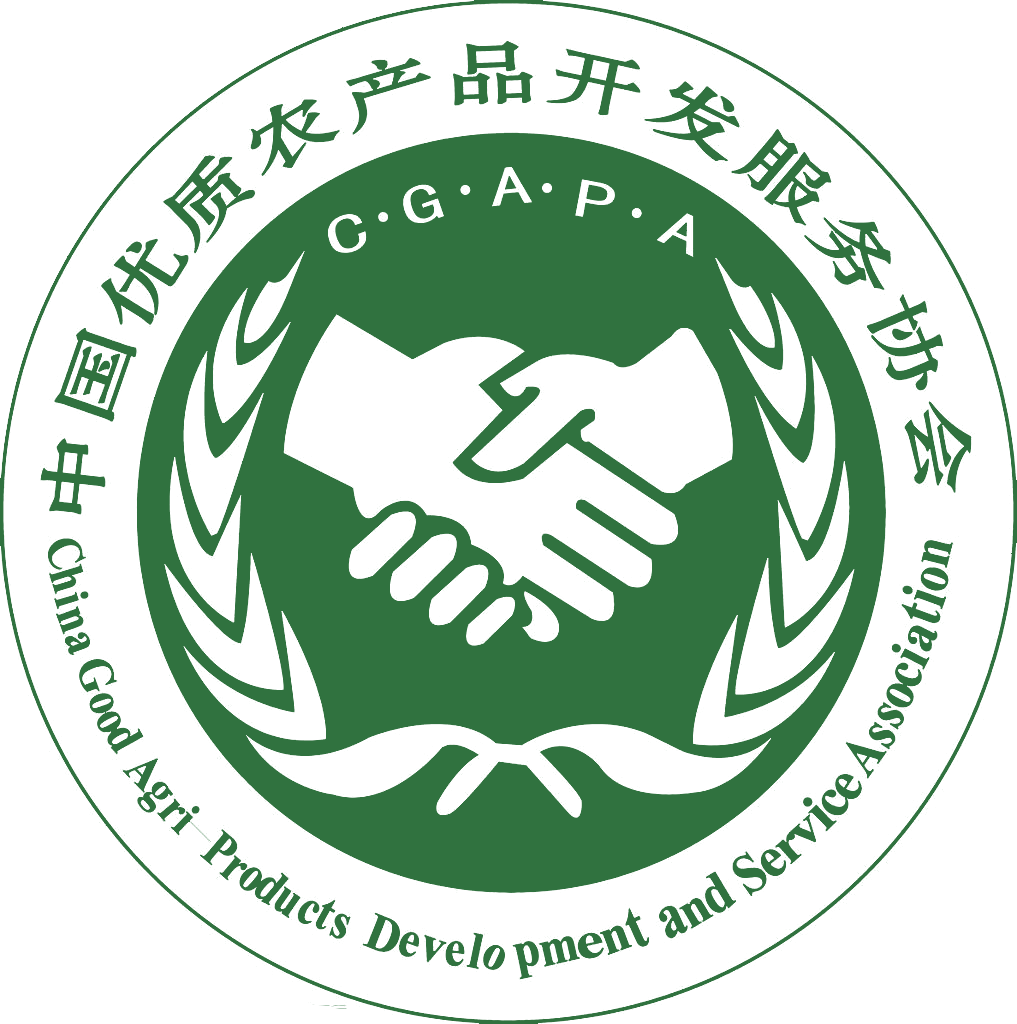 中国优质农产品开发服务协会
C·G·A·P·A
China Good Agri Products Development and Service Association